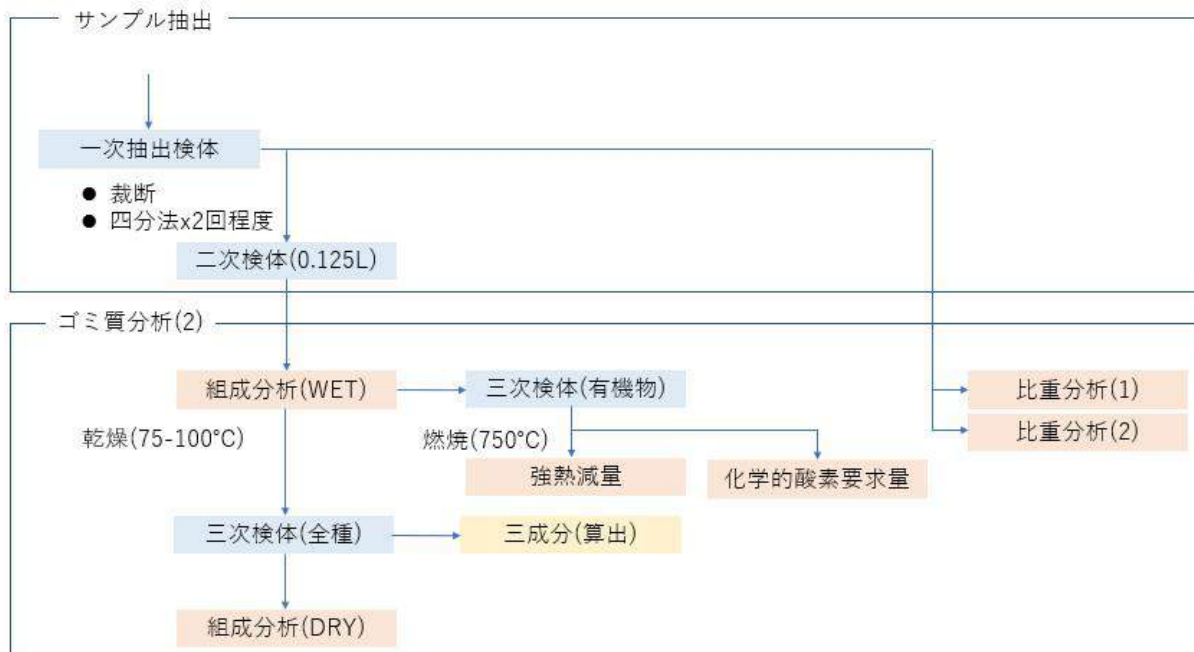 サンプル抽出
一次抽出検体
● 裁断
● 四分法x2回程度
二次検体(0.125L)
ゴミ質分析(2)
組成分析(WET)
三次検体(有機物)
比重分析(1)
比重分析(2)
乾燥(75-100°C)
燃焼(750°C)
強熱減量
化学的酸素要求量
三次検体(全種)
三成分(算出)
組成分析(DRY)